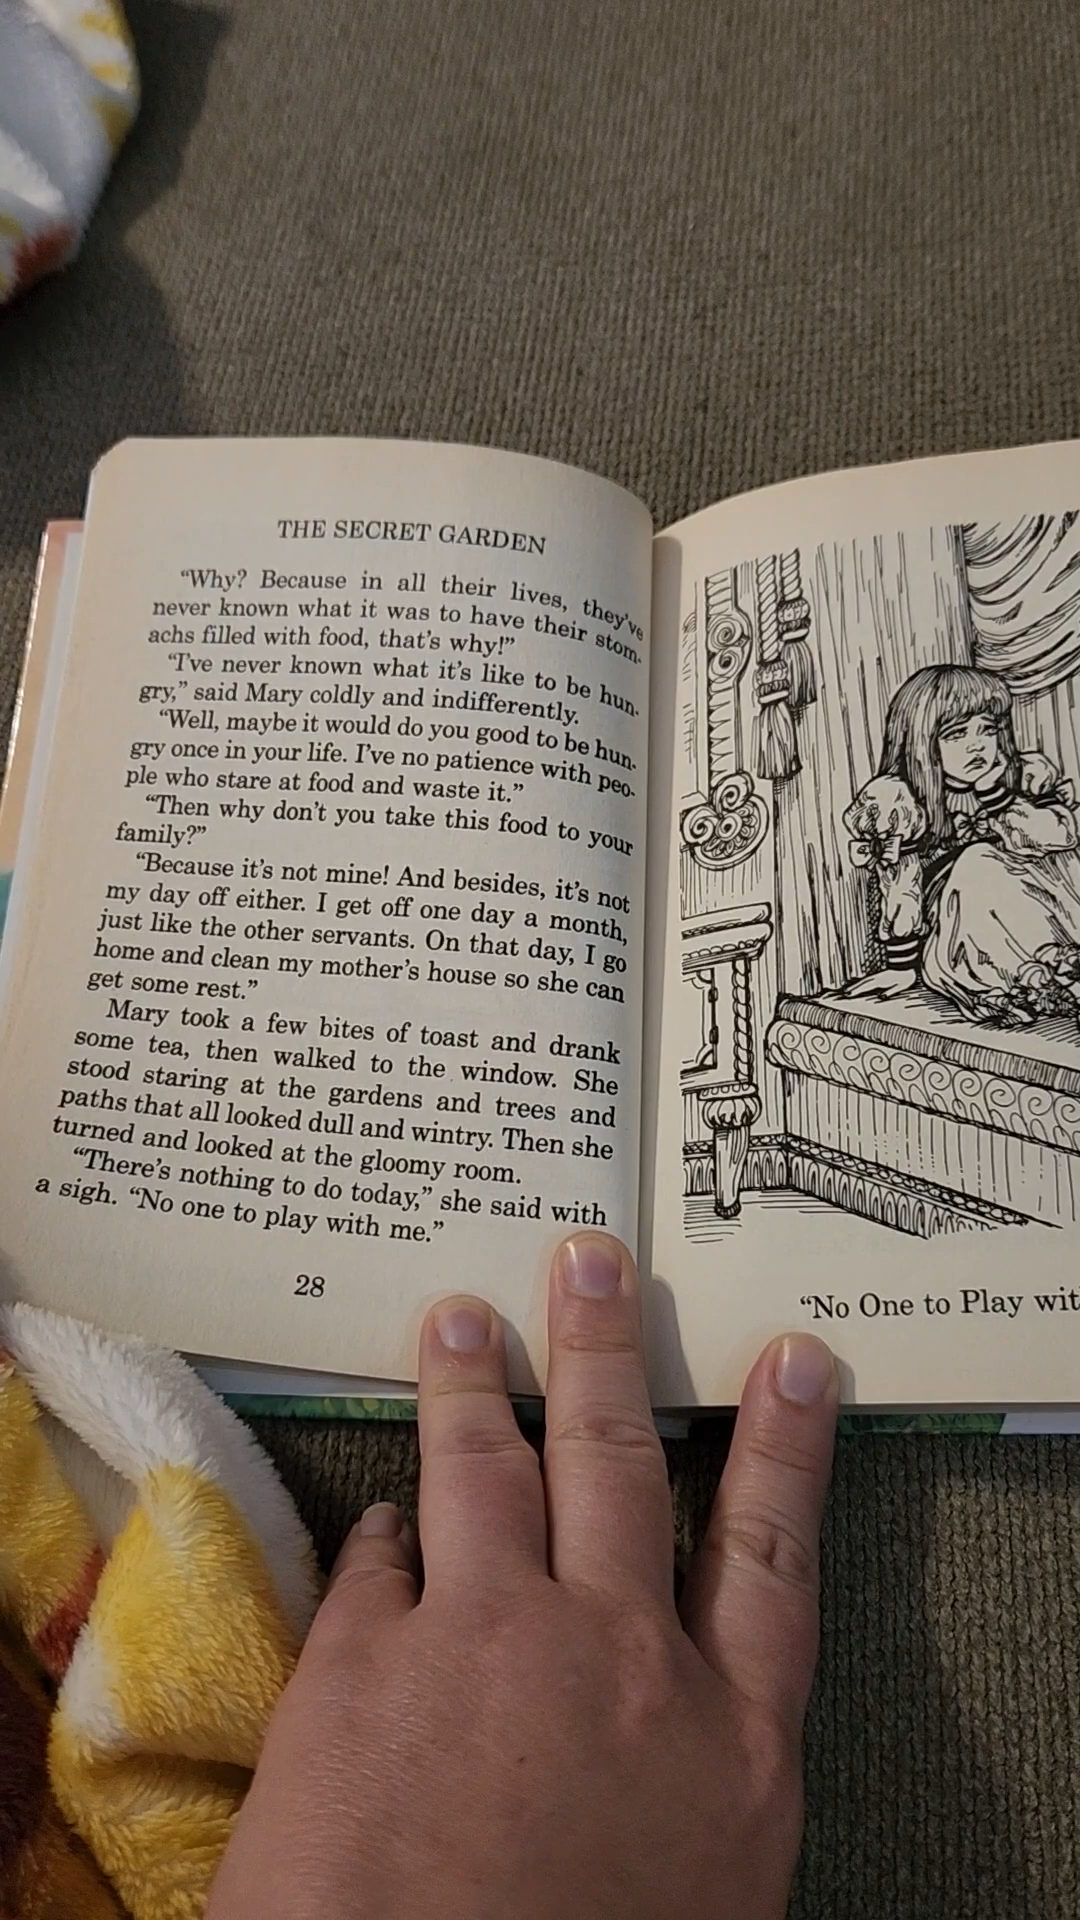 THE SECRET GARDEN
“Why? Because in all their lives, they’ve
never known what it was to have their stom-
achs filled with food, that’s why!”
“I’ve never known what it’s like to be hun-
gry,” said Mary coldly and indifferently.
“Well, maybe it would do you good to be hun-
gry once in your life. I’ve no patience with peo-
ple who stare at food and waste it.”
“Then why don’t you take this food to your
family?”
“Because it’s not mine! And besides, it’s not
my day off either. I get off one day a month,
just like the other servants. On that day, I go
home and clean my mother’s house so she can
get some rest.”
Mary took a few bites of toast and drank
some tea, then walked to the window. She
stood staring at the gardens and trees and
paths that all looked dull and wintry. Then she
turned and looked at the gloomy room.
“There’s nothing to do today,” she said with
a sigh. “No one to play with me.”
28
“No One to Play wit